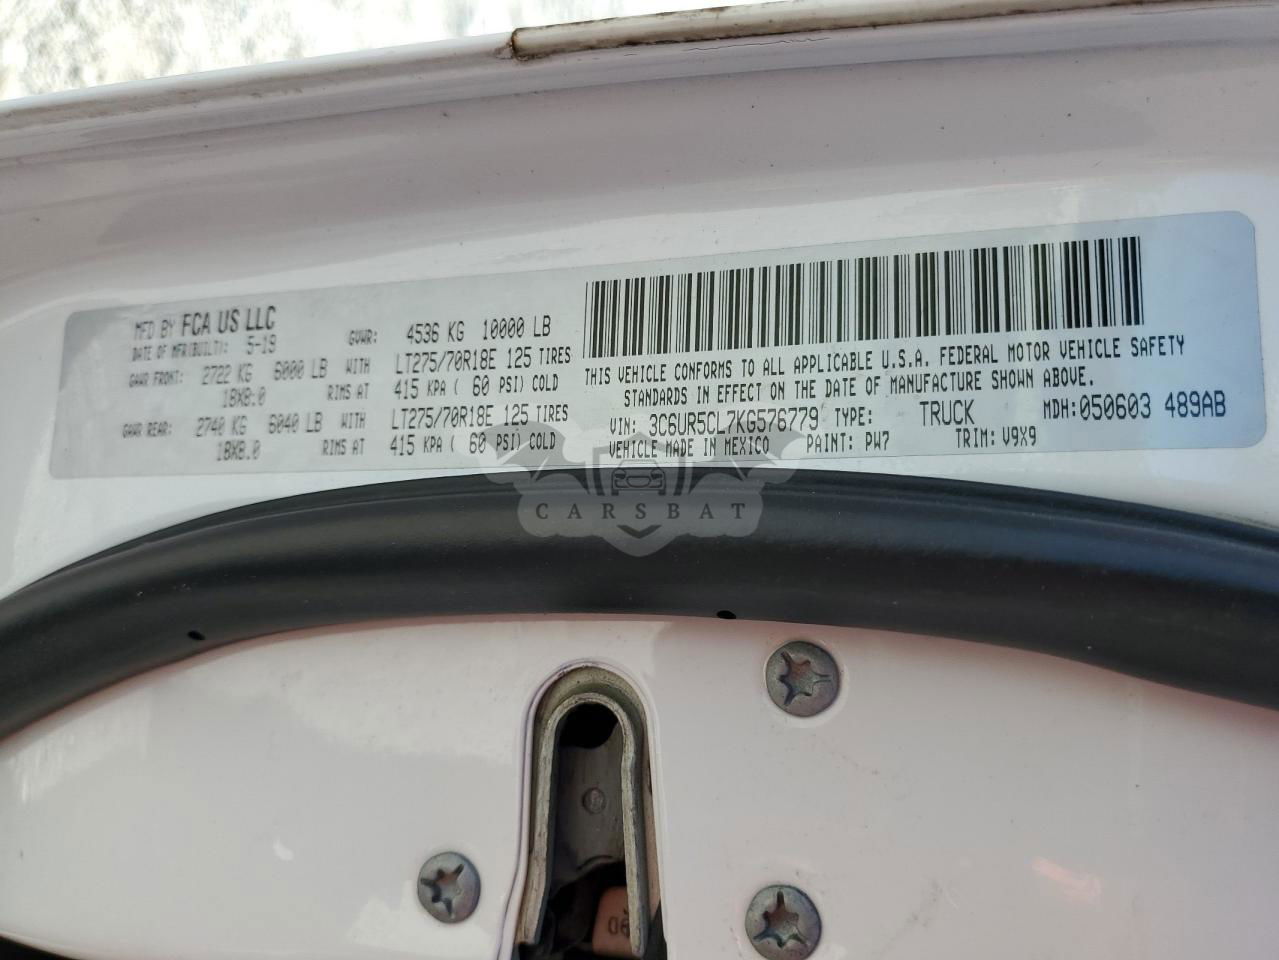 MFD BY FCA US LLC
DATE OF MFR(BUILT): 5-19 GVWR: 4536 KG 10000 LB
GAWR FRONT: 2722 KG 6000 LB WITH LT275/70R18E 125 TIRES
18X8.0 RIMS AT 415 KPA ( 60 PSI) COLD
GAWR REAR: 2740 KG 6040 LB WITH LT275/70R18E 125 TIRES
18X8.0 RIMS AT 415 KPA ( 60 PSI) COLD
THIS VEHICLE CONFORMS TO ALL APPLICABLE U.S.A. FEDERAL MOTOR VEHICLE SAFETY
STANDARDS IN EFFECT ON THE DATE OF MANUFACTURE SHOWN ABOVE.
VIN: 3C6UR5CL7KG576779 TYPE: TRUCK MDH:050603 489AB
VEHICLE MADE IN MEXICO PAINT: PW7 TRIM: V9X9
CARSBAT